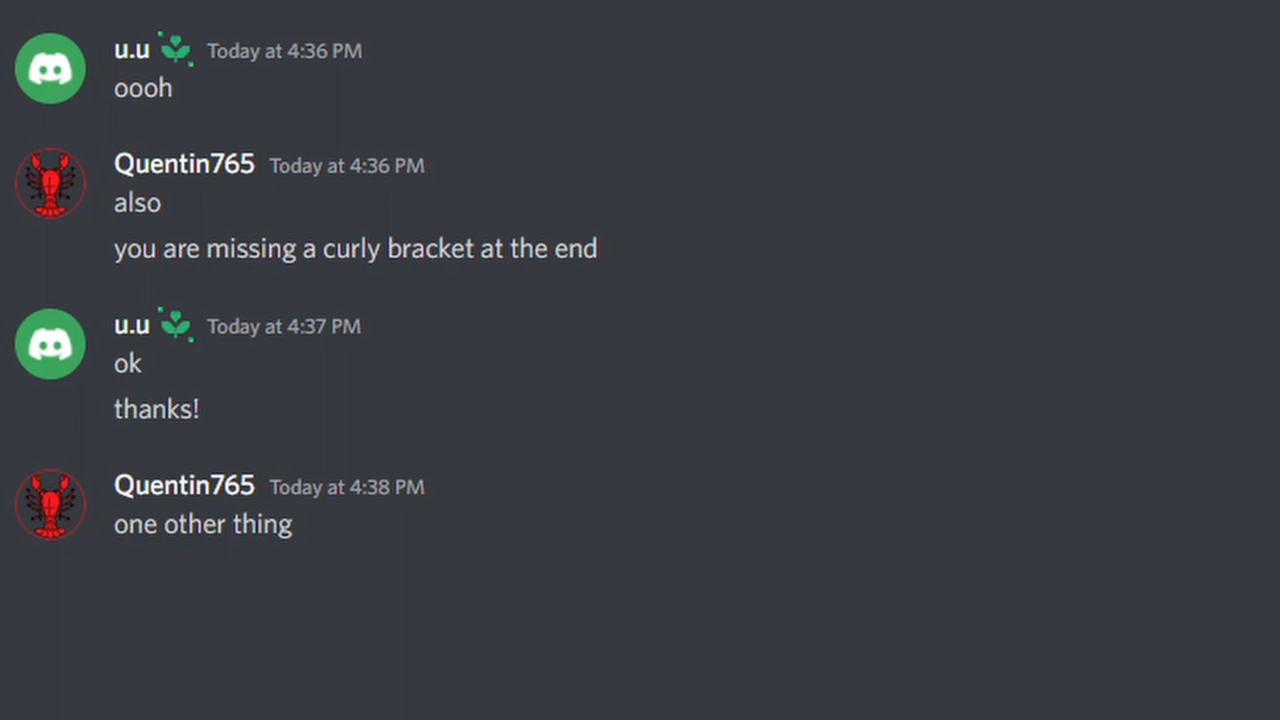 u.u Today at 4:36 PM
oooh
Quentin765 Today at 4:36 PM
also
you are missing a curly bracket at the end
u.u Today at 4:37 PM
ok
thanks!
Quentin765 Today at 4:38 PM
one other thing